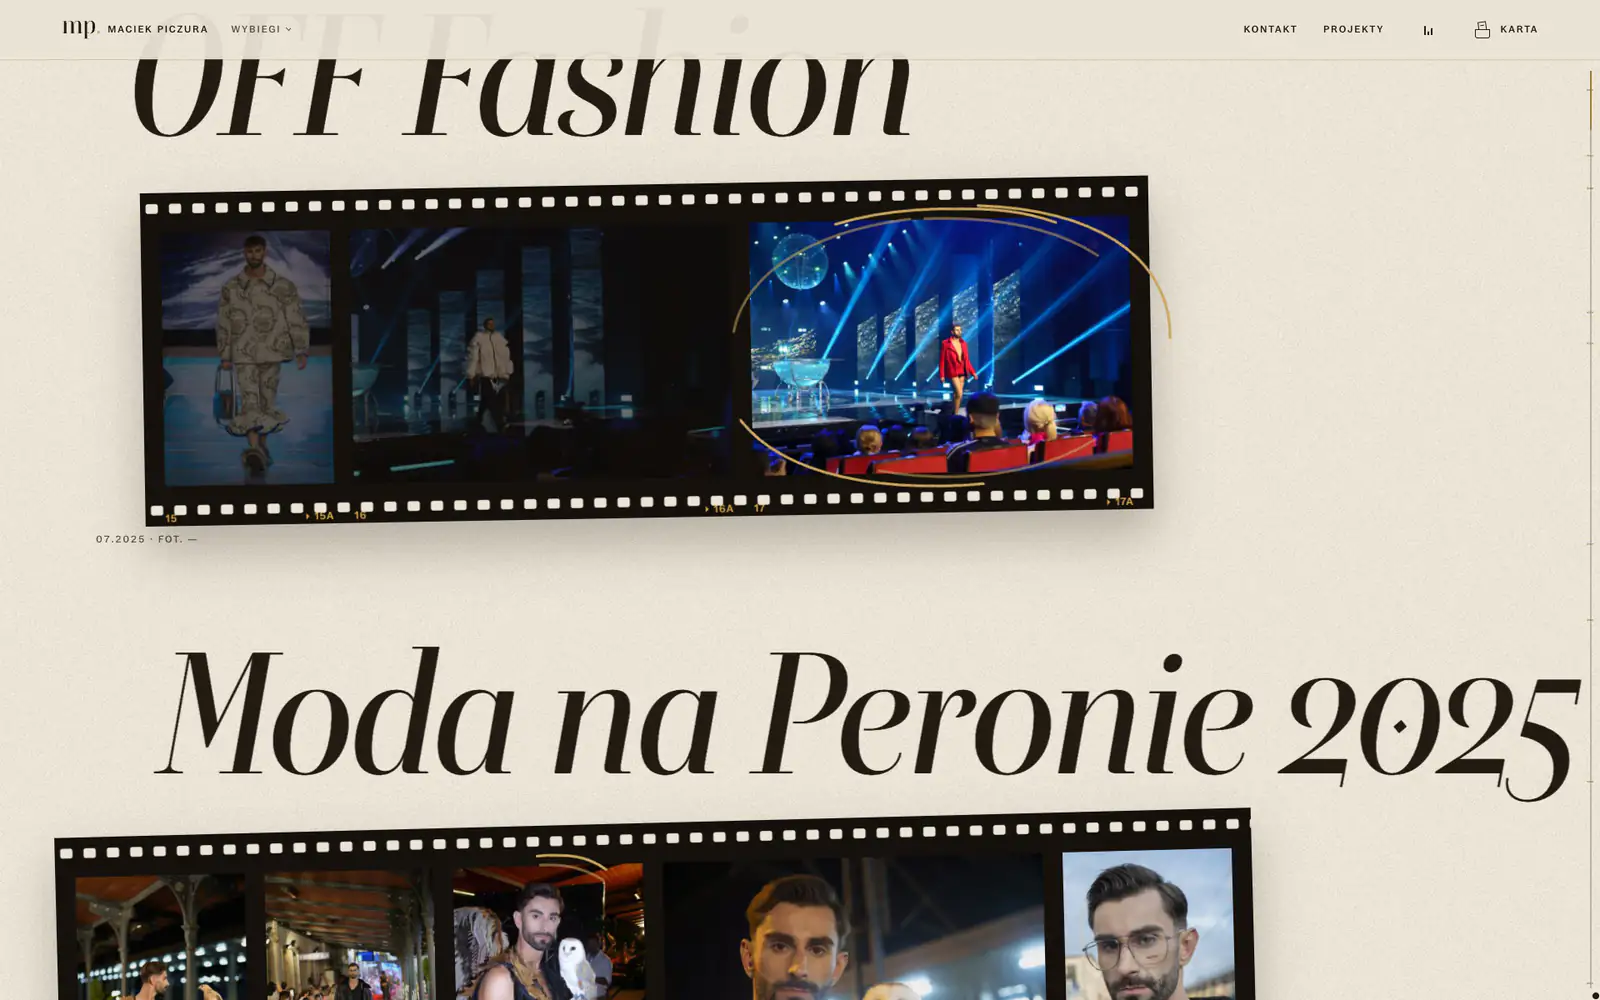 mp. MACIEK PICZURA WYBIEGI KONTAKT PROJEKTY KARTA
OFF Fashion
15 15A 16 16A 17 17A
07.2025 · FOT. —
Moda na Peronie 2025